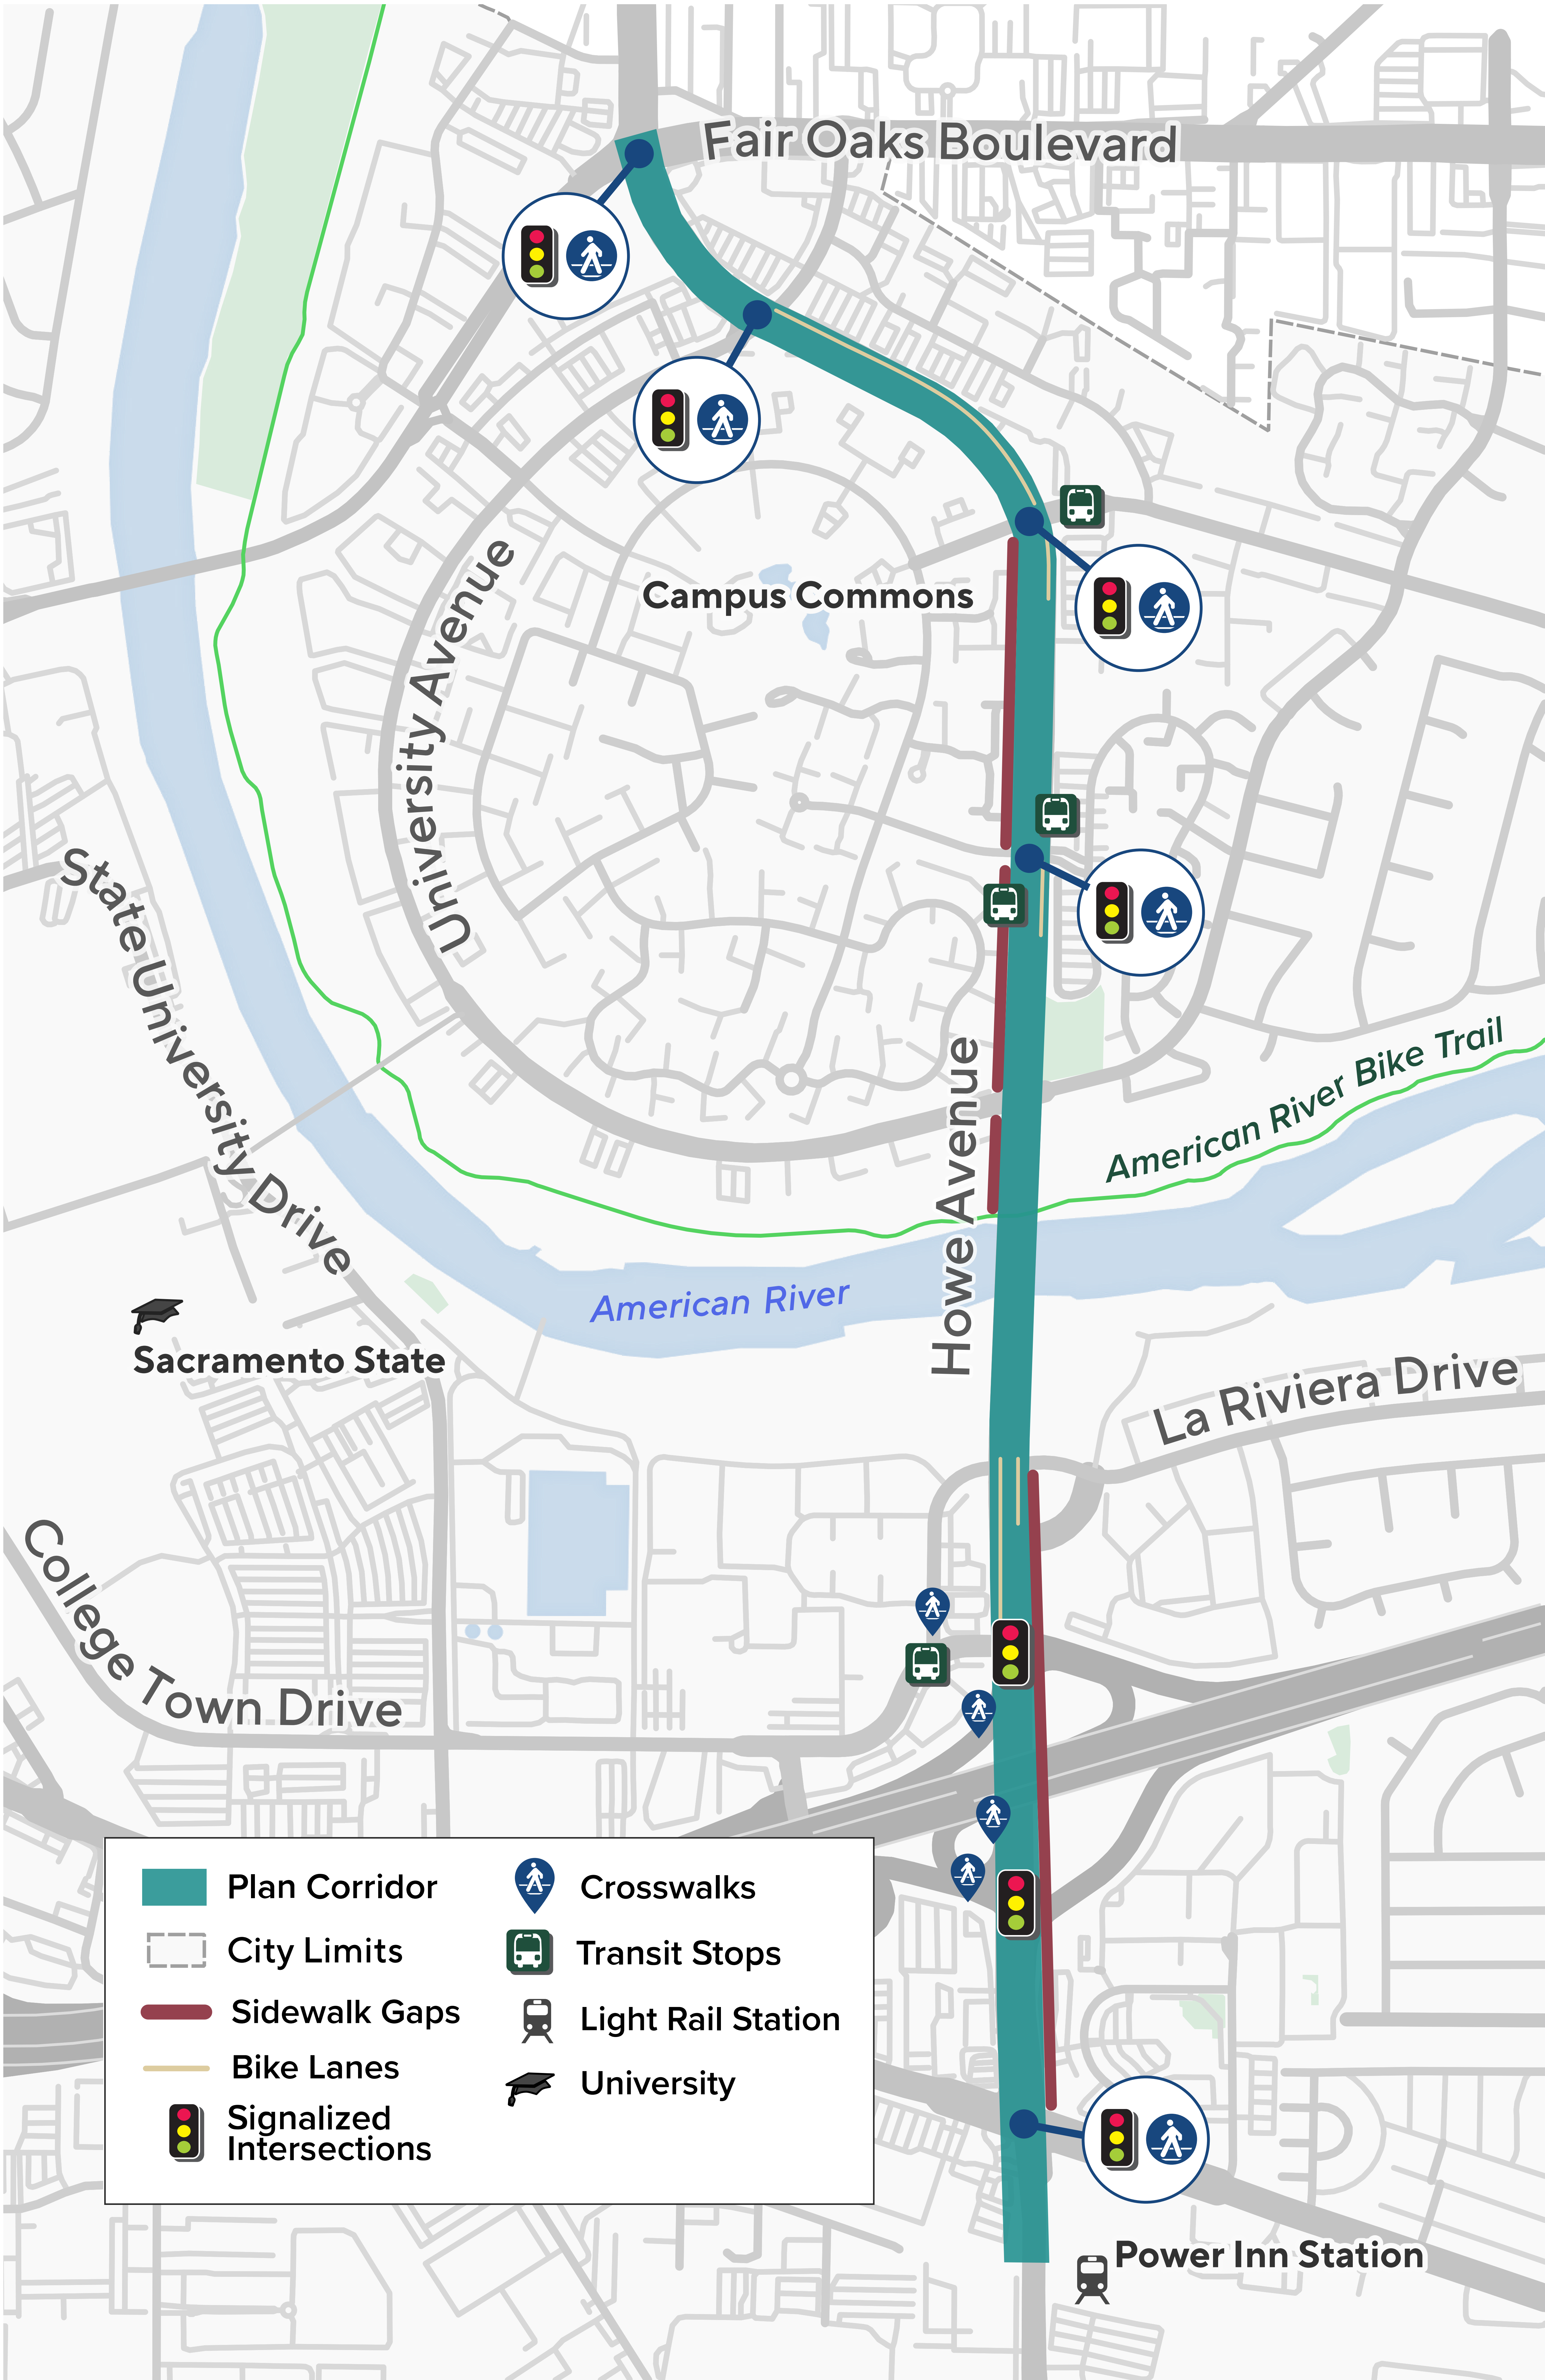 Fair Oaks Boulevard
Campus Commons
University Avenue
State University Drive
American River Bike Trail
Howe Avenue
American River
Sacramento State
La Riviera Drive
College Town Drive
Plan Corridor
City Limits
Sidewalk Gaps
Bike Lanes
Signalized
Intersections
Crosswalks
Transit Stops
Light Rail Station
University
Power Inn Station